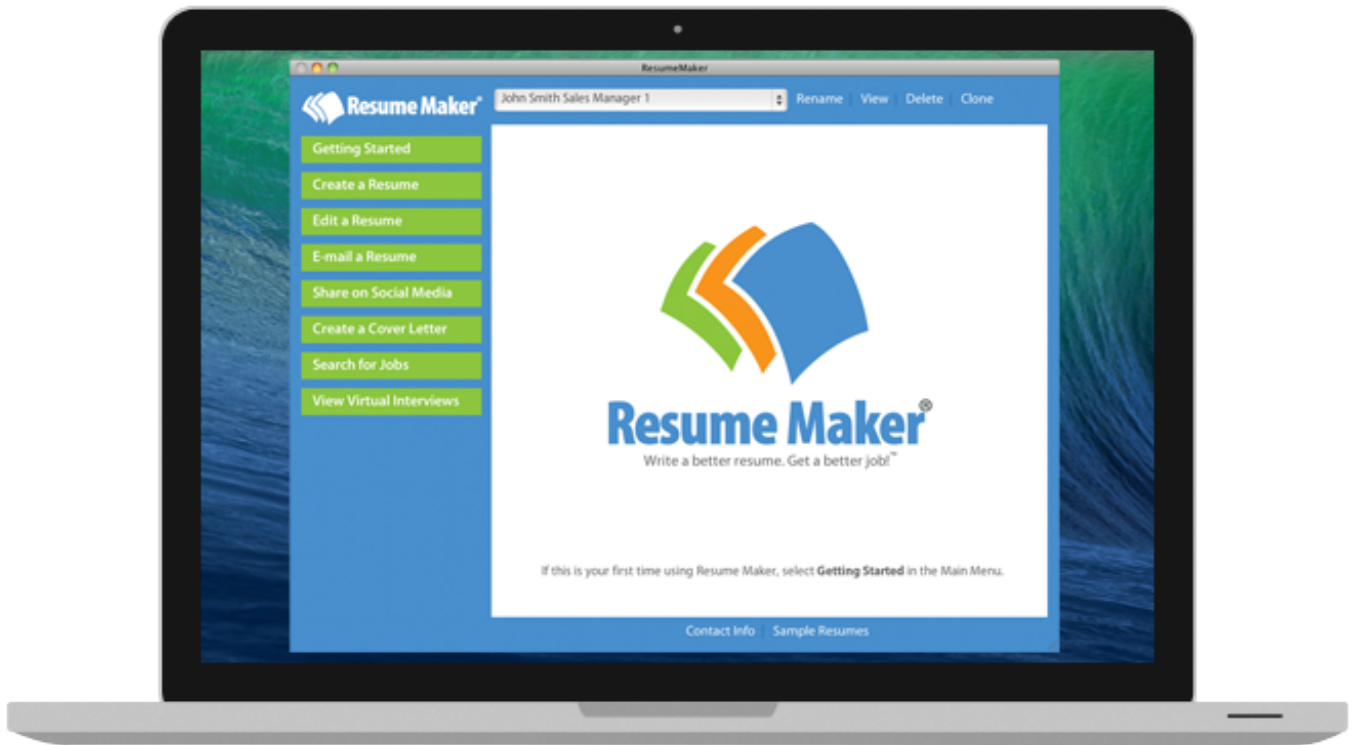 ResumeMaker
Resume Maker®
John Smith Sales Manager 1
Rename | View | Delete | Clone
Getting Started
Create a Resume
Edit a Resume
E-mail a Resume
Share on Social Media
Create a Cover Letter
Search for Jobs
View Virtual Interviews
Resume Maker®
Write a better resume. Get a better job!™
If this is your first time using Resume Maker, select Getting Started in the Main Menu.
Contact Info | Sample Resumes